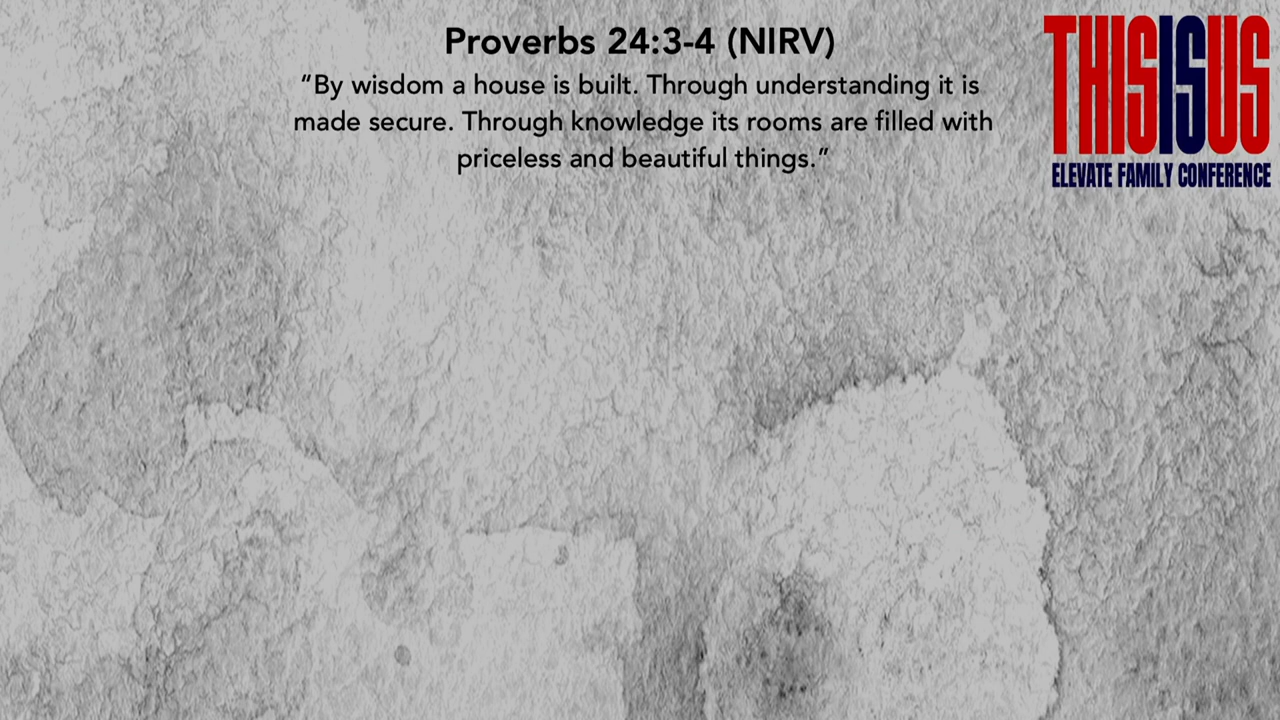 Proverbs 24:3-4 (NIRV)
“By wisdom a house is built. Through understanding it is
made secure. Through knowledge its rooms are filled with
priceless and beautiful things.”
THISISUS
ELEVATE FAMILY CONFERENCE